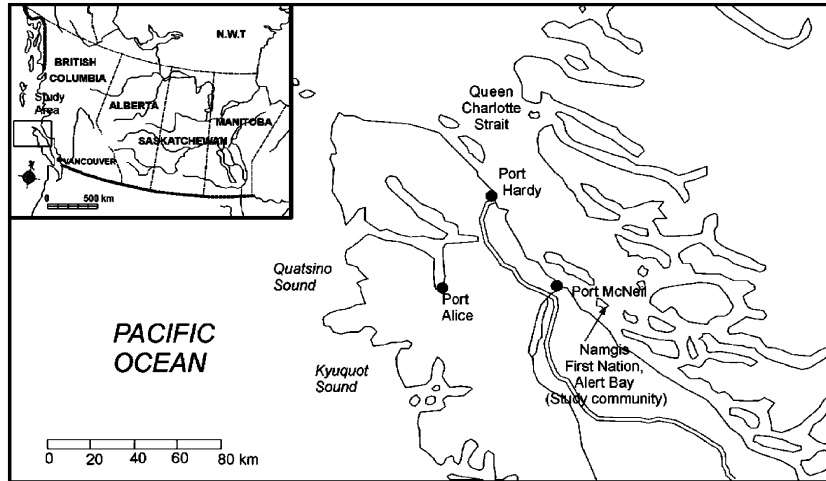 N.W.T
BRITISH
COLUMBIA
Study
Area
ALBERTA
MANITOBA
SASKATCHEWAN
VANCOUVER
0 500 km
Queen
Charlotte
Strait
Port
Hardy
Quatsino
Sound
Port
Alice
Port McNeil
PACIFIC
OCEAN
Kyuquot
Sound
Namgis
First Nation,
Alert Bay
(Study community)
0 20 40 60 80 km